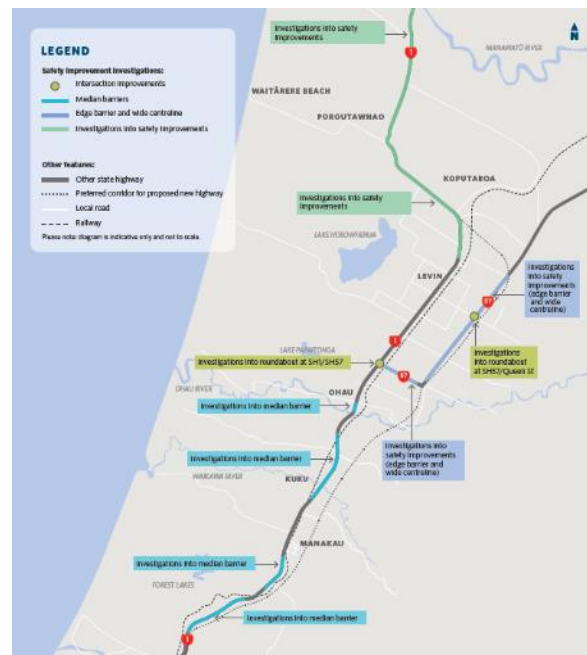 LEGEND
Safety Improvement Investigations:
Intersection improvements
Median barriers
Edge barrier and wide centreline
Investigations into safety improvements
Other features:
Other state highway
Preferred corridor for proposed new highway
Local road
Railway
Please note: diagram is indicative only and not to scale.
Investigations into safety
improvements
1
N
MANAWATŪ RIVER
WAITĀRERE BEACH
POROUTAWHAO
KOPUTAROA
Investigations into safety
improvements
LAKE HOROWHENUA
LEVIN
57
Investigations
into safety
improvements
(edge barrier
and wide
centreline)
1
LAKE PAPAITONGA
Investigations into roundabout at SH1/SH57
Investigations
into roundabout
at SH57/Queen St
57
OHAU RIVER
OHAU
Investigations into median barrier
Investigations into
safety improvements
(edge barrier and
wide centreline)
Investigations into median barrier
WAIKAWA RIVER
KUKU
MANAKAU
Investigations into median barrier
FOREST LAKES
Investigations into median barrier
1